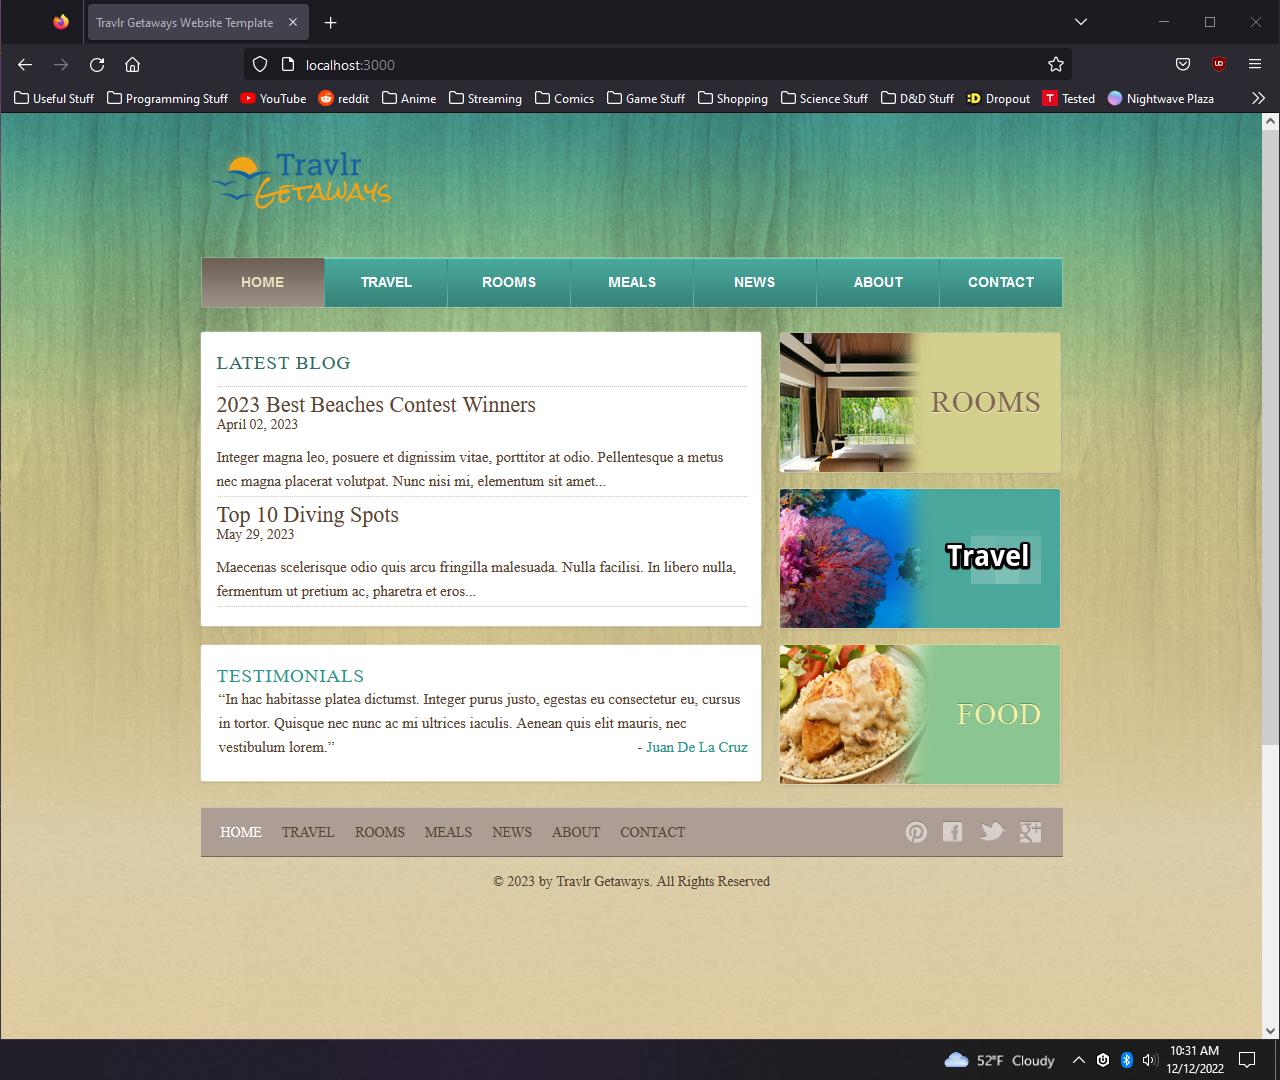 Travlr Getaways Website Template
localhost:3000
Useful Stuff Programming Stuff YouTube reddit Anime Streaming Comics Game Stuff Shopping Science Stuff D&D Stuff Dropout Tested Nightwave Plaza
Travlr
GETAWAYS
HOME TRAVEL ROOMS MEALS NEWS ABOUT CONTACT
LATEST BLOG
2023 Best Beaches Contest Winners
April 02, 2023
Integer magna leo, posuere et dignissim vitae, porttitor at odio. Pellentesque a metus
nec magna placerat volutpat. Nunc nisi mi, elementum sit amet...
Top 10 Diving Spots
May 29, 2023
Maecenas scelerisque odio quis arcu fringilla malesuada. Nulla facilisi. In libero nulla,
fermentum ut pretium ac, pharetra et eros...
ROOMS
Travel
FOOD
TESTIMONIALS
“In hac habitasse platea dictumst. Integer purus justo, egestas eu consectetur eu, cursus
in tortor. Quisque nec nunc ac mi ultrices iaculis. Aenean quis elit mauris, nec
vestibulum lorem.” - Juan De La Cruz
HOME TRAVEL ROOMS MEALS NEWS ABOUT CONTACT
© 2023 by Travlr Getaways. All Rights Reserved
52°F Cloudy
10:31 AM
12/12/2022